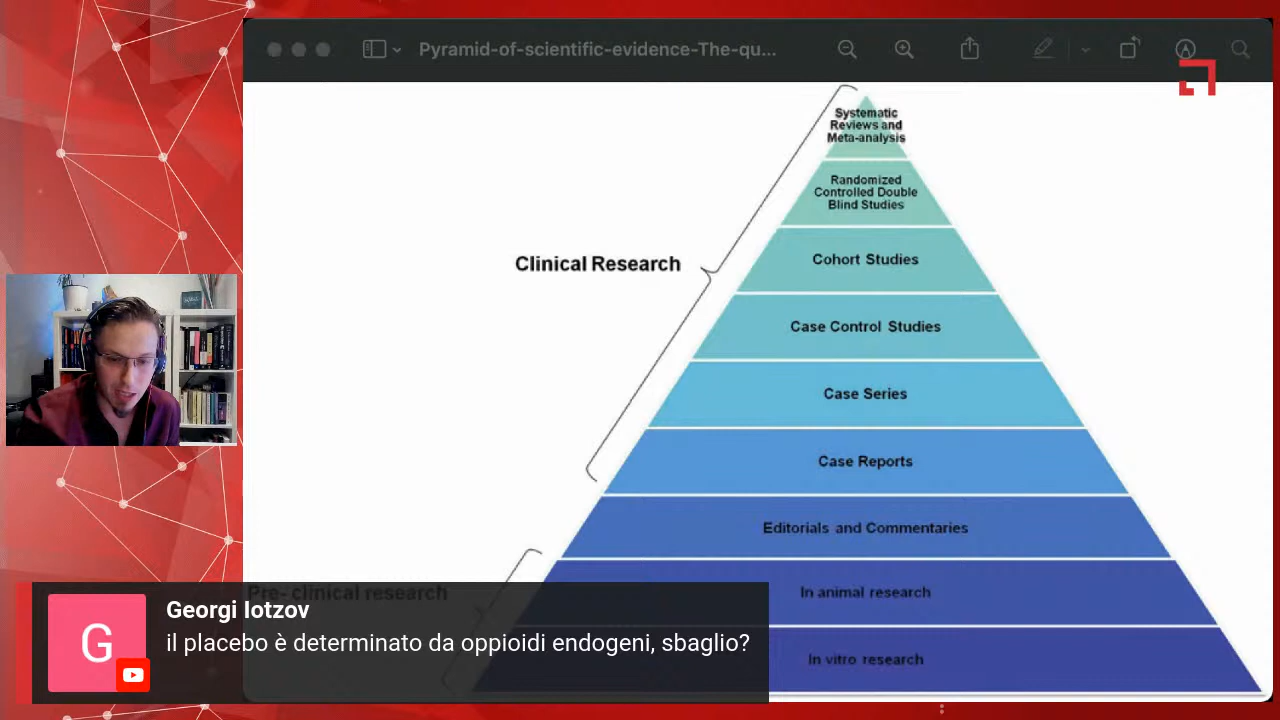 Pyramid-of-scientific-evidence-The-qu...
Systematic
Reviews and
Meta-analysis
Randomized
Controlled Double
Blind Studies
Clinical Research
Cohort Studies
Case Control Studies
Case Series
Case Reports
Editorials and Commentaries
Pre- clinical research
In animal research
In vitro research
G
Georgi Iotzov
il placebo è determinato da oppioidi endogeni, sbaglio?